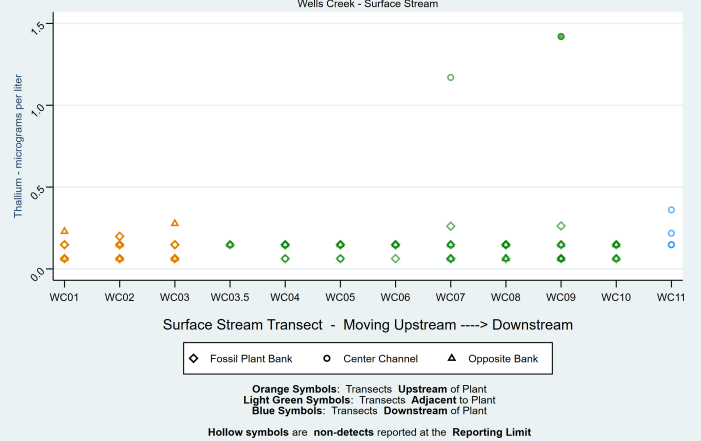 Wells Creek - Surface Stream
Thallium - micrograms per liter
1.5
1.0
0.5
0.0
WC01 WC02 WC03 WC03.5 WC04 WC05 WC06 WC07 WC08 WC09 WC10 WC11
Surface Stream Transect - Moving Upstream ----> Downstream
Fossil Plant Bank Center Channel Opposite Bank
Orange Symbols: Transects Upstream of Plant
Light Green Symbols: Transects Adjacent to Plant
Blue Symbols: Transects Downstream of Plant
Hollow symbols are non-detects reported at the Reporting Limit